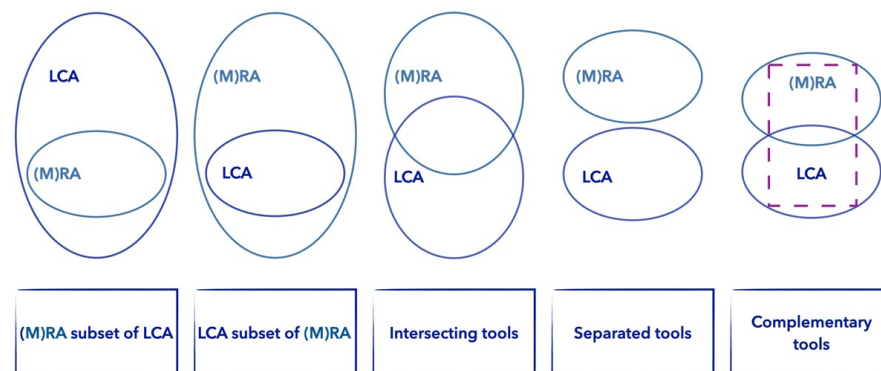 LCA
(M)RA
(M)RA
LCA
(M)RA
LCA
(M)RA
LCA
(M)RA
LCA
(M)RA subset of LCA
LCA subset of (M)RA
Intersecting tools
Separated tools
Complementary
tools